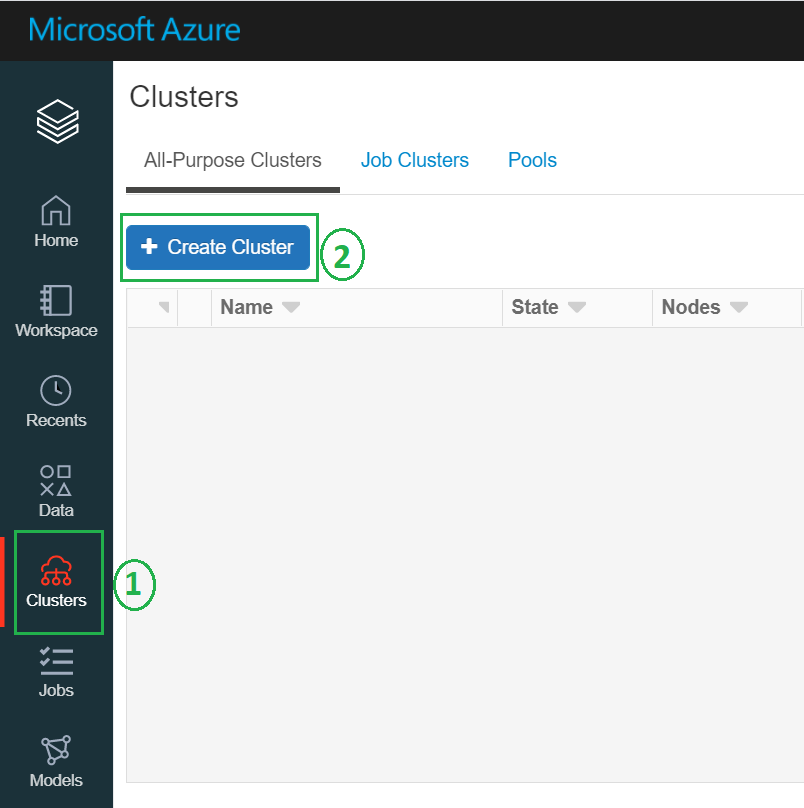 Microsoft Azure
Clusters
All-Purpose Clusters Job Clusters Pools
Home
+ Create Cluster
2
Name State Nodes
Workspace
Recents
Data
Clusters
1
Jobs
Models